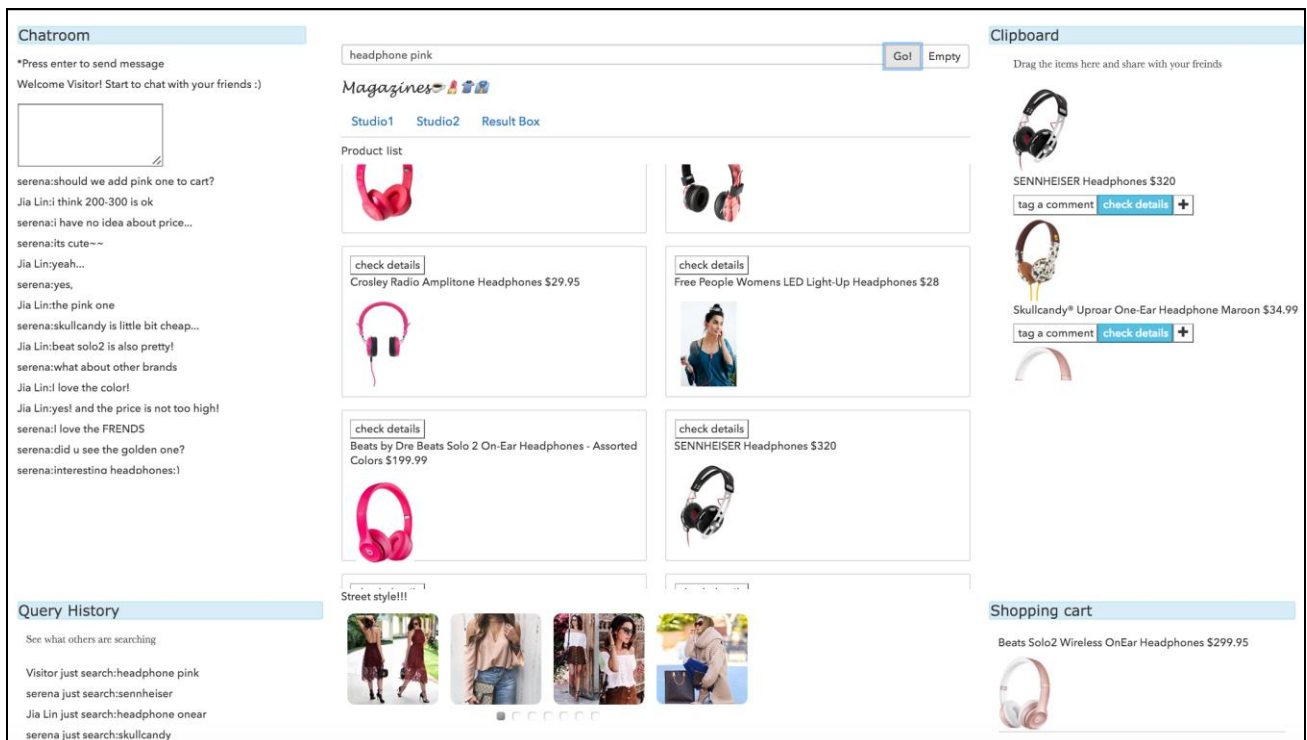 Chatroom
*Press enter to send message
Welcome Visitor! Start to chat with your friends :)
serena:should we add pink one to cart?
Jia Lin:i think 200-300 is ok
serena:i have no idea about price...
serena:its cute~~
Jia Lin:yeah...
serena:yes,
Jia Lin:the pink one
serena:skullcandy is little bit cheap...
Jia Lin:beat solo2 is also pretty!
serena:what about other brands
Jia Lin:I love the color!
Jia Lin:yes! and the price is not too high!
serena:I love the FRENDS
serena:did u see the golden one?
serena:interesting headphones:)
Query History
See what others are searching
Visitor just search:headphone pink
serena just search:sennheiser
Jia Lin just search:headphone onear
serena just search:skullcandy
headphone pink
Go! Empty
Magazines
Studio1 Studio2 Result Box
Product list
check details
Crosley Radio Amplitone Headphones $29.95
check details
Free People Womens LED Light-Up Headphones $28
check details
Beats by Dre Beats Solo 2 On-Ear Headphones - Assorted
Colors $199.99
check details
SENNHEISER Headphones $320
Street style!!!
Clipboard
Drag the items here and share with your freinds
SENNHEISER Headphones $320
tag a comment check details +
Skullcandy® Uproar One-Ear Headphone Maroon $34.99
tag a comment check details +
Shopping cart
Beats Solo2 Wireless OnEar Headphones $299.95